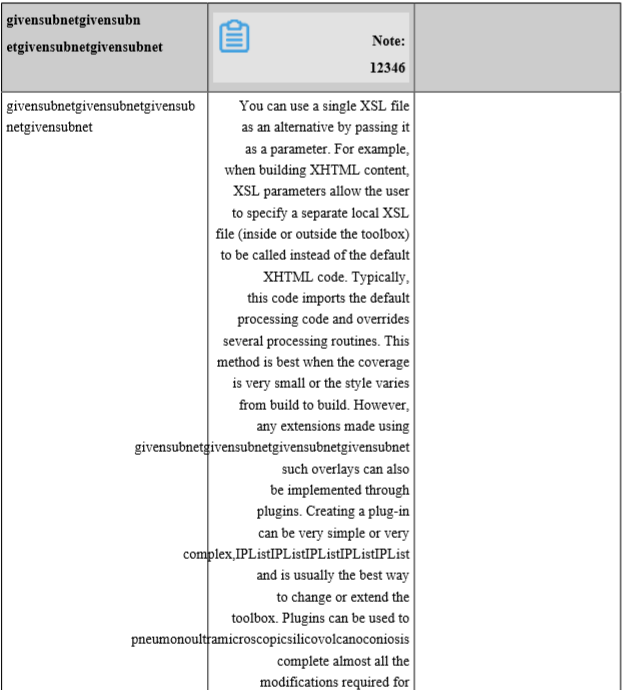 givensubnetgivensubn
etgivensubnetgivensubnet
Note:
12346
givensubnetgivensubnetgivensub
netgivensubnet
You can use a single XSL file
as an alternative by passing it
as a parameter. For example,
when building XHTML content,
XSL parameters allow the user
to specify a separate local XSL
file (inside or outside the toolbox)
to be called instead of the default
XHTML code. Typically,
this code imports the default
processing code and overrides
several processing routines. This
method is best when the coverage
is very small or the style varies
from build to build. However,
any extensions made using
givensubnetgivensubnetgivensubnetgivensubnet
such overlays can also
be implemented through
plugins. Creating a plug-in
can be very simple or very
complex,IPListIPListIPListIPListIPList
and is usually the best way
to change or extend the
toolbox. Plugins can be used to
pneumonoultramicroscopicsilicovolcanoconiosis
complete almost all the
modifications required for